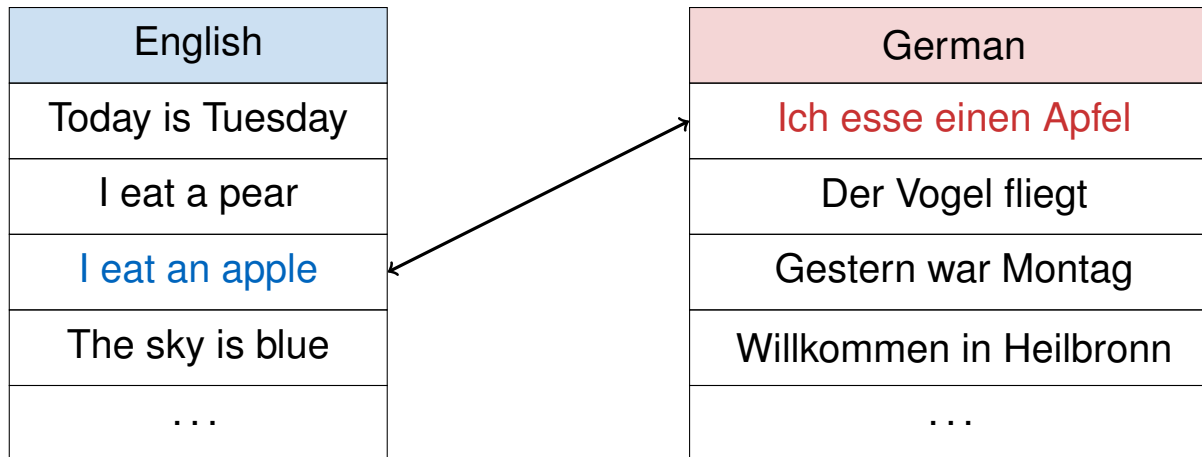 English
Today is Tuesday
I eat a pear
I eat an apple
The sky is blue
...
German
Ich esse einen Apfel
Der Vogel fliegt
Gestern war Montag
Willkommen in Heilbronn
...